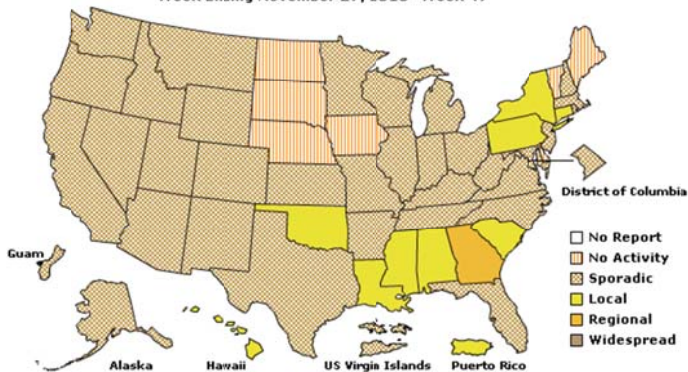 District of Columbia
No Report
No Activity
Guam
Sporadic
Local
Regional
Widespread
Alaska
Hawaii
US Virgin Islands
Puerto Rico